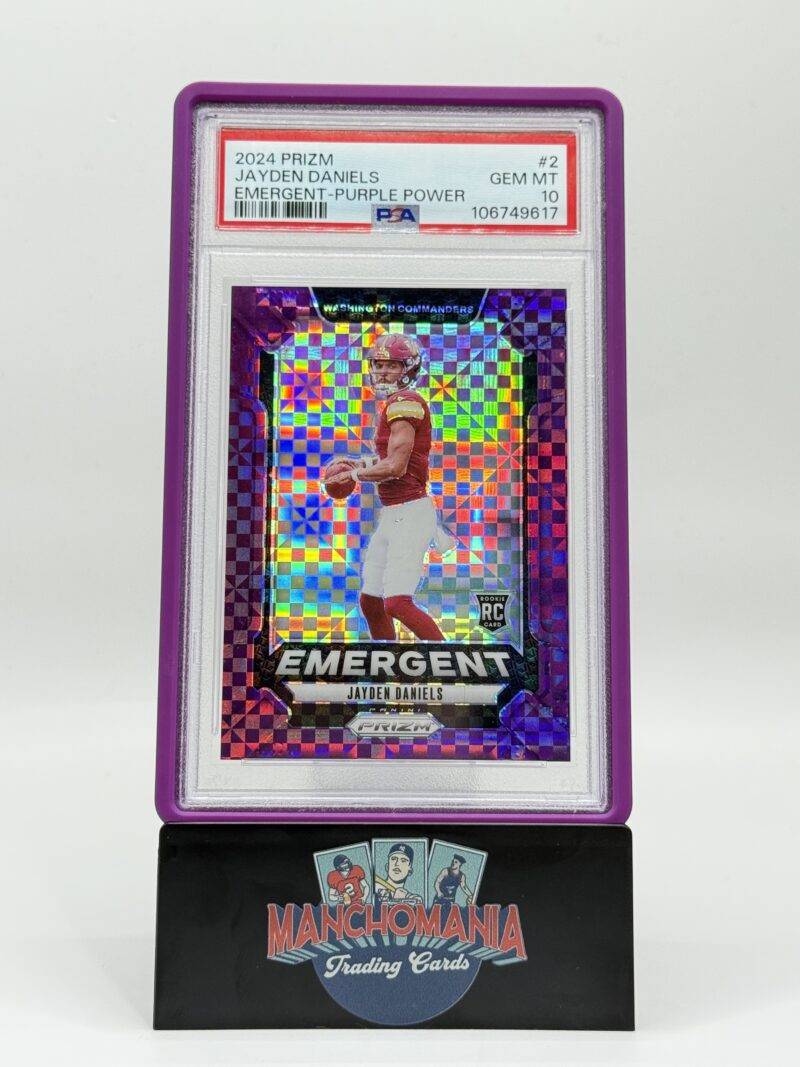 2024 PRIZM #2
JAYDEN DANIELS GEM MT
EMERGENT-PURPLE POWER 10
PSA 106749617
WASHINGTON COMMANDERS
ROOKIE
RC
CARD
EMERGENT
JAYDEN DANIELS
PANINI
PRIZM
MANCHOMANIA
Trading Cards